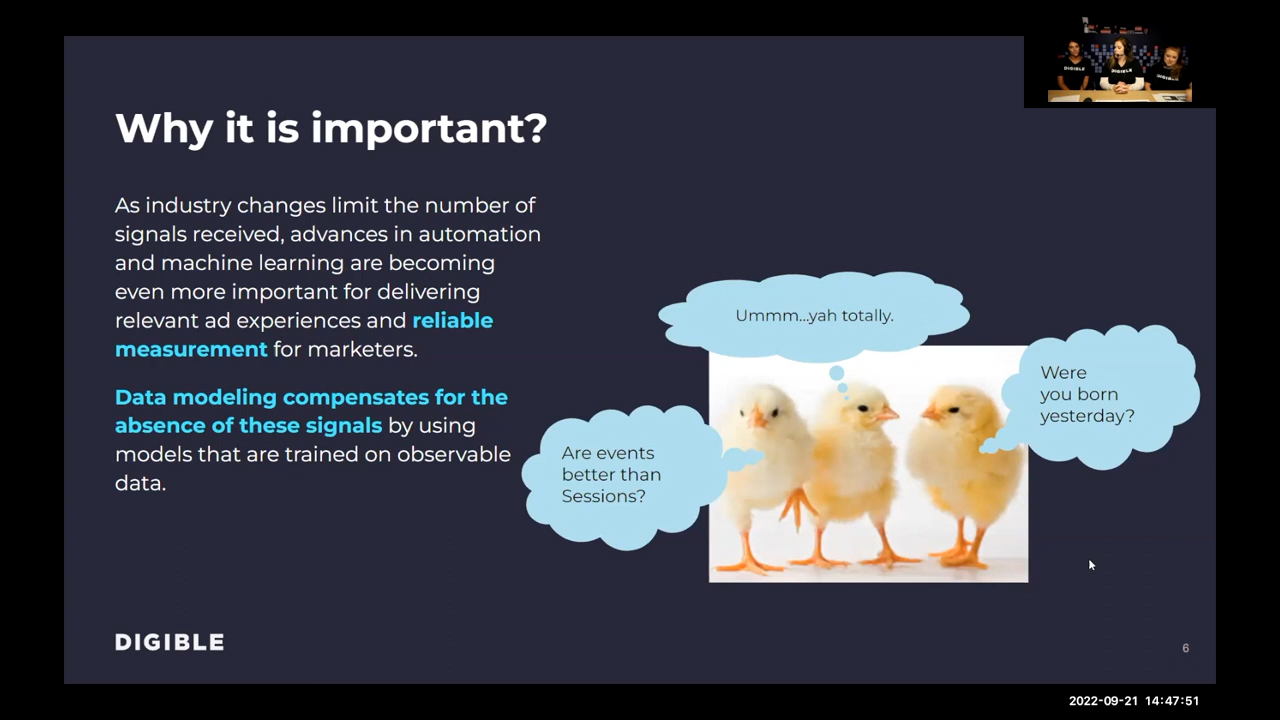 Why it is important?
As industry changes limit the number of
signals received, advances in automation
and machine learning are becoming
even more important for delivering
relevant ad experiences and reliable
measurement for marketers.
Data modeling compensates for the
absence of these signals by using
models that are trained on observable
data.
Ummm...yah totally.
Were
you born
yesterday?
Are events
better than
Sessions?
DIGIBLE
6
DIGIBLE
DIGIBLE
DIGIBLE
2022-09-21 14:47:51